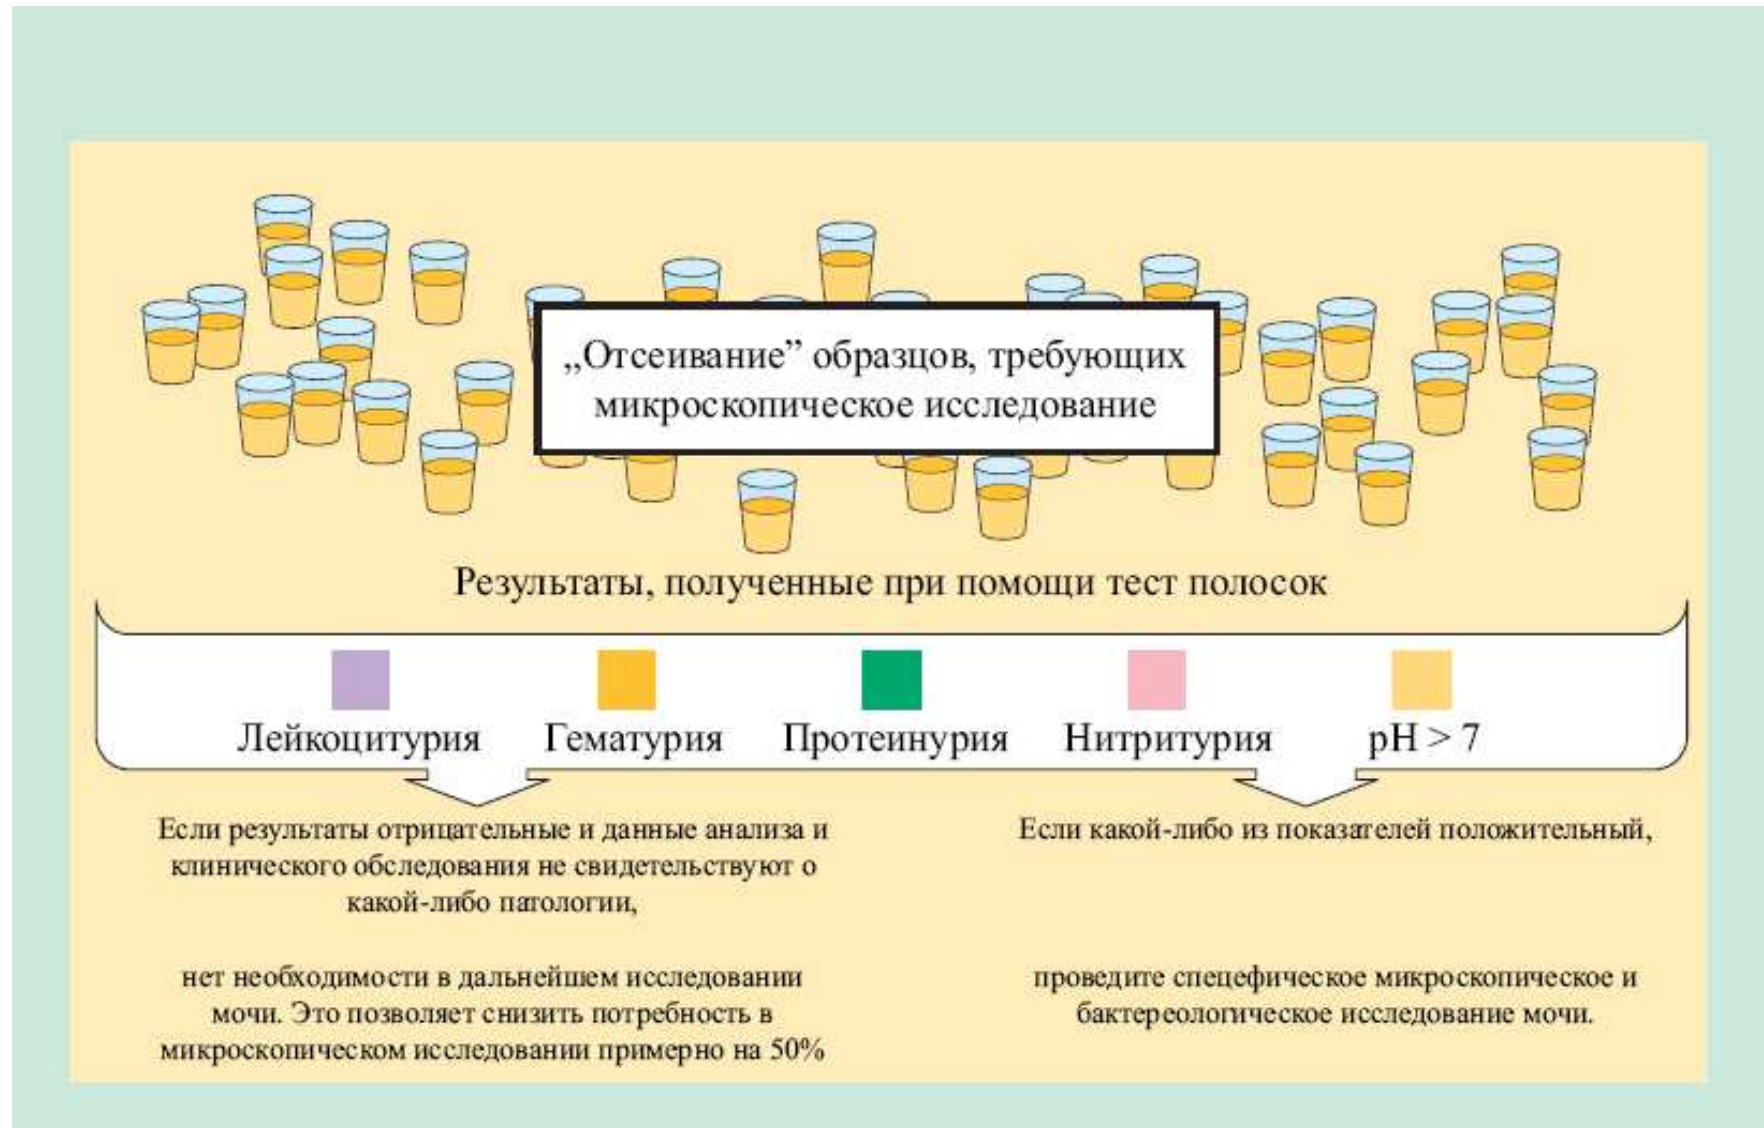 „Отсеивание” образцов, требующих
микроскопическое исследование
Результаты, полученные при помощи тест полосок
Лейкоцитурия Гематурия Протеинурия Нитритурия pH > 7
Если результаты отрицательные и данные анализа и
клинического обследования не свидетельствуют о
какой-либо патологии,
нет необходимости в дальнейшем исследовании
мочи. Это позволяет снизить потребность в
микроскопическом исследовании примерно на 50%
Если какой-либо из показателей положительный,
проведите спецефическое микроскопическое и
бактереологическое исследование мочи.